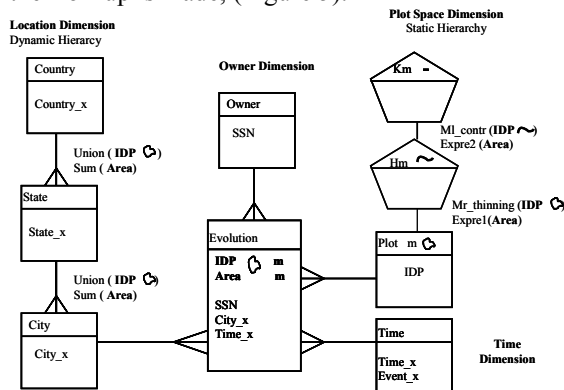 Location Dimension
Dynamic Hierarcy
Country
Country_x
Union ( IDP )
Sum ( Area)
State
State_x
Union ( IDP )
Sum ( Area)
City
City_x
Owner Dimension
Owner
SSN
Evolution
IDP m
Area m
SSN
City_x
Time_x
Plot Space Dimension
Static Hierarchy
Km
Ml_contr (IDP )
Expre2 (Area)
Hm
Mr_thinning (IDP )
Expre1(Area)
Plot m
IDP
Time
Time_x
Event_x
Time
Dimension